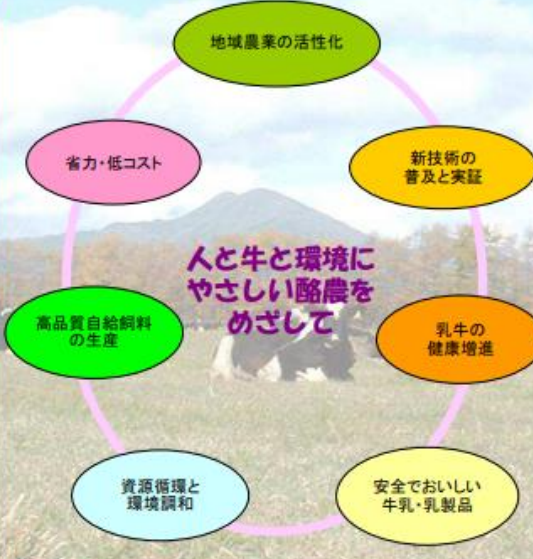 地域農業の活性化
省力・低コスト
新技術の
普及と実証
人と牛と環境に
やさしい酪農を
めざして
高品質自給飼料
の生産
乳牛の
健康増進
資源循環と
環境調和
安全でおいしい
牛乳・乳製品